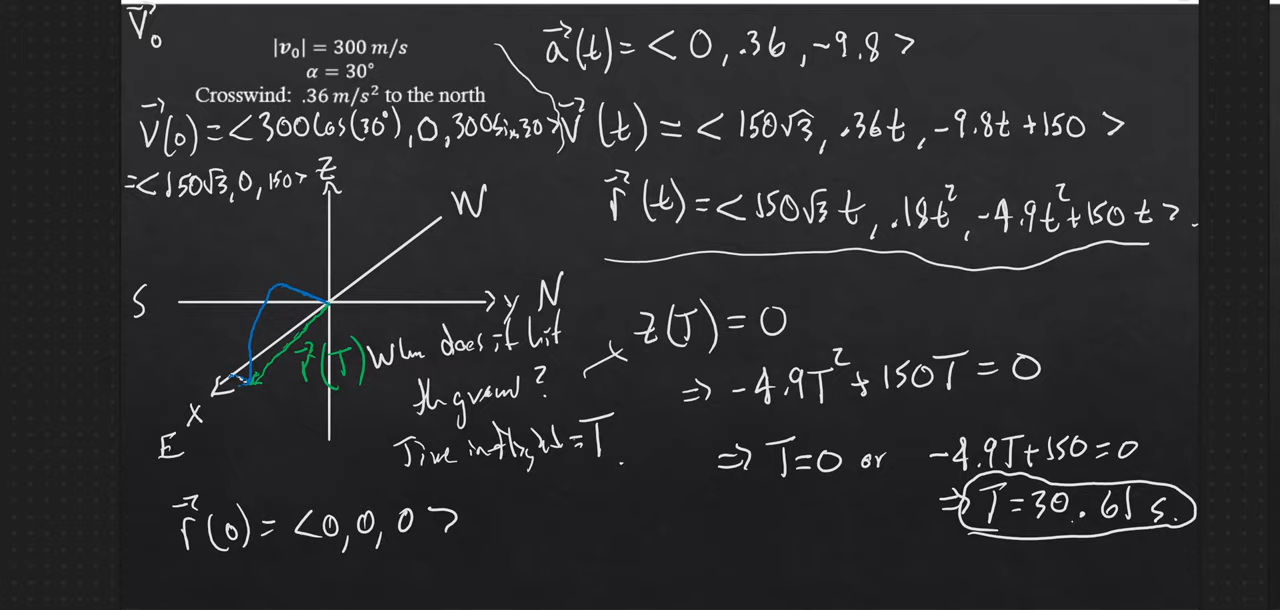 v⃗₀
|v₀| = 300 m/s
α = 30°
Crosswind: .36 m/s² to the north
v⃗(0) = <300cos(30°), 0, 300sin30>
= <150√3, 0, 150>
a⃗(t) = < 0, .36, -9.8 >
v⃗(t) = < 150√3, .36t, -9.8t + 150 >
r⃗(t) = < 150√3 t, .18t², -4.9t² + 150 t >.
Z
W
S
y N
r⃗(T)
X
E
When does it hit
the ground?
Time in flight = T.
r⃗(0) = <0, 0, 0>
z(T) = 0
⇒ -4.9T² + 150T = 0
⇒ T=0 or -4.9T + 150 = 0
⇒ T = 30.61 s.